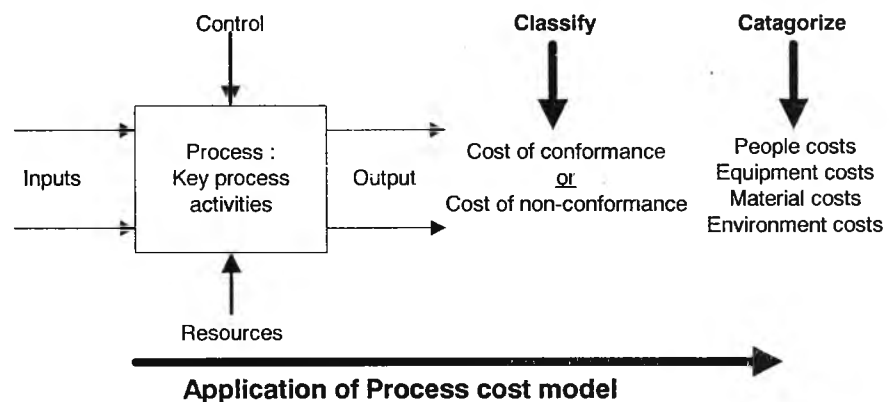 Control
Classify
Catagorize
Inputs
Process :
Key process
activities
Output
Cost of conformance
or
Cost of non-conformance
People costs
Equipment costs
Material costs
Environment costs
Resources
Application of Process cost model